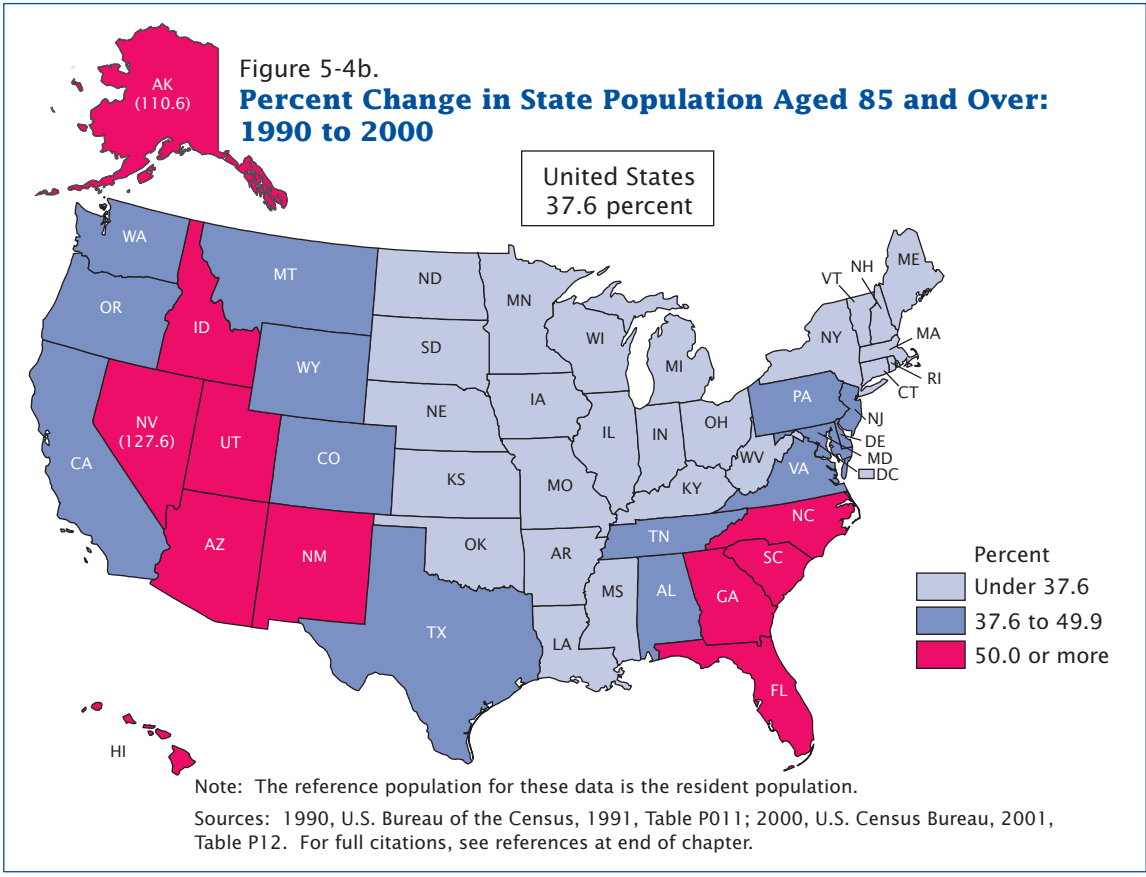 AK
(110.6)
Figure 5-4b.
Percent Change in State Population Aged 85 and Over:
1990 to 2000
United States
37.6 percent
WA
MT
ND
MN
ME
NH
VT
OR
ID
SD
WI
MI
NY
MA
RI
CT
WY
NE
IA
PA
NJ
DE
MD
DC
NV
(127.6)
UT
CO
IL
IN
OH
WV
VA
CA
KS
MO
KY
AZ
NM
OK
AR
TN
NC
SC
MS
AL
GA
TX
LA
FL
HI
Percent
Under 37.6
37.6 to 49.9
50.0 or more
Note: The reference population for these data is the resident population.
Sources: 1990, U.S. Bureau of the Census, 1991, Table P011; 2000, U.S. Census Bureau, 2001,
Table P12. For full citations, see references at end of chapter.